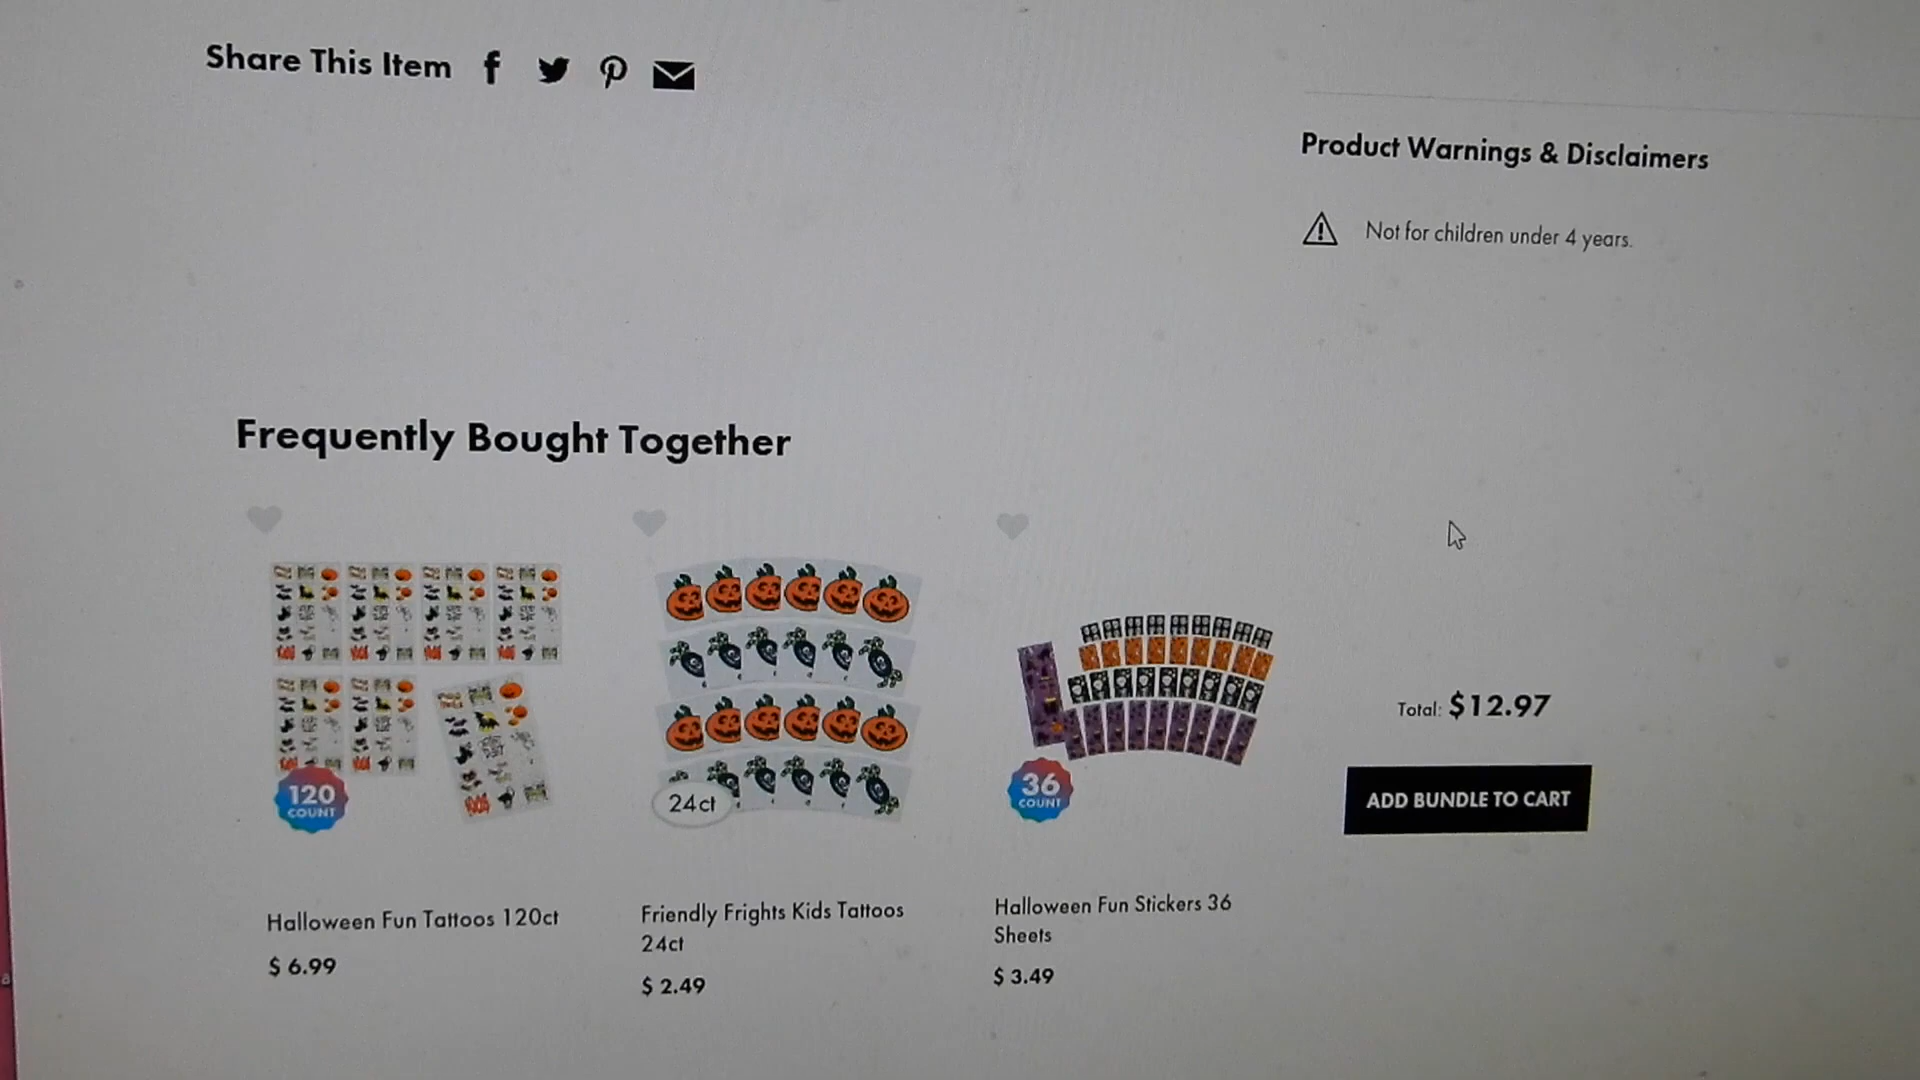 Share This Item
Product Warnings & Disclaimers
Not for children under 4 years.
Frequently Bought Together
120
COUNT
24ct
36
COUNT
Total: $12.97
ADD BUNDLE TO CART
Halloween Fun Tattoos 120ct
$ 6.99
Friendly Frights Kids Tattoos
24ct
$ 2.49
Halloween Fun Stickers 36
Sheets
$ 3.49